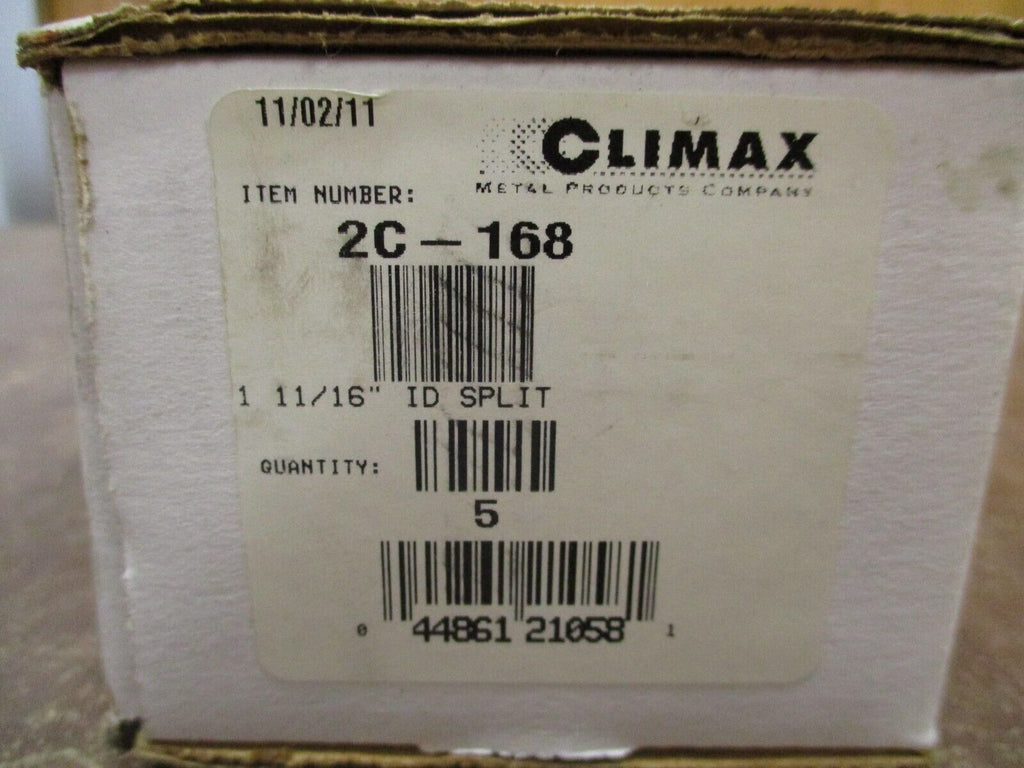 11/02/11
CLIMAX
METAL PRODUCTS COMPANY
ITEM NUMBER:
2C-168
1 11/16" ID SPLIT
QUANTITY:
5
0 44861 21058 1